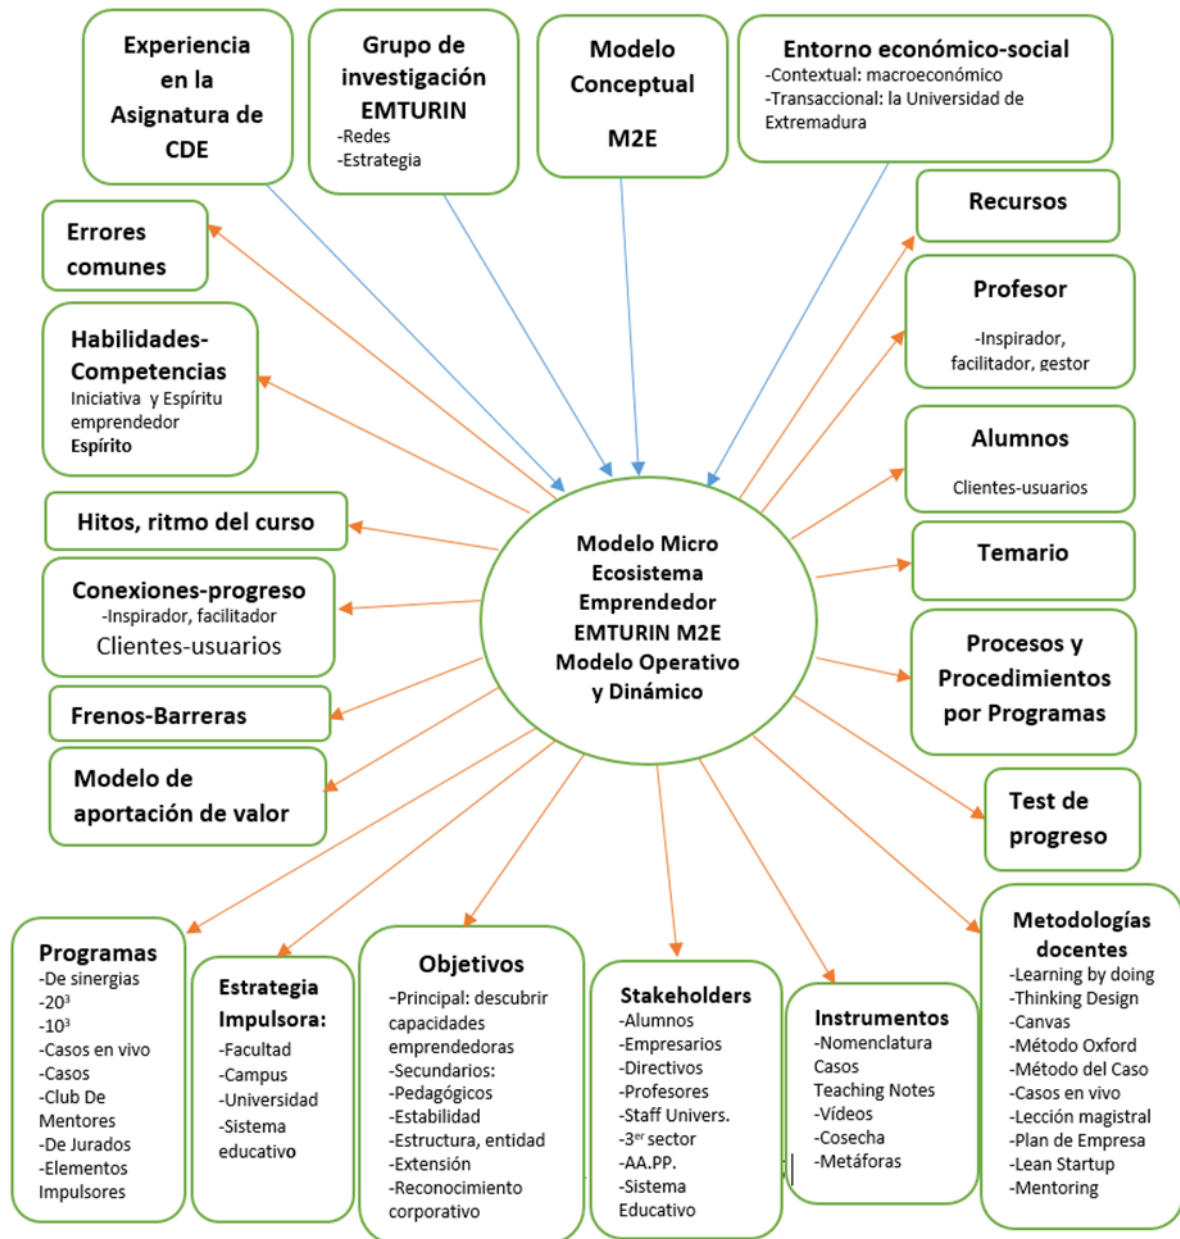 Experiencia
en la
Asignatura de
CDE
Grupo de
investigación
EMTURIN
-Redes
-Estrategia
Modelo
Conceptual
M2E
Entorno económico-social
-Contextual: macroeconómico
-Transaccional: la Universidad de
Extremadura
Errores
comunes
Recursos
Habilidades-
Competencias
Iniciativa y Espíritu
emprendedor
Espírito
Profesor
-Inspirador,
facilitador, gestor
Alumnos
Clientes-usuarios
Hitos, ritmo del curso
Temario
Conexiones-progreso
-Inspirador, facilitador
Clientes-usuarios
Modelo Micro
Ecosistema
Emprendedor
EMTURIN M2E
Modelo Operativo
y Dinámico
Procesos y
Procedimientos
por Programas
Frenos-Barreras
Modelo de
aportación de valor
Test de
progreso
Programas
-De sinergias
-20³
-10³
-Casos en vivo
-Casos
-Club De
Mentores
-De Jurados
-Elementos
Impulsores
Estrategia
Impulsora:
-Facultad
-Campus
-Universidad
-Sistema
educativo
Objetivos
-Principal: descubrir
capacidades
emprendedoras
-Secundarios:
-Pedagógicos
-Estabilidad
-Estructura, entidad
-Extensión
-Reconocimiento
corporativo
Stakeholders
-Alumnos
-Empresarios
-Directivos
-Profesores
-Staff Univers.
-3er sector
-AA.PP.
-Sistema
Educativo
Instrumentos
-Nomenclatura
Casos
Teaching Notes
-Vídeos
-Cosecha
-Metáforas
Metodologías
docentes
-Learning by doing
-Thinking Design
-Canvas
-Método Oxford
-Método del Caso
-Casos en vivo
-Lección magistral
-Plan de Empresa
-Lean Startup
-Mentoring